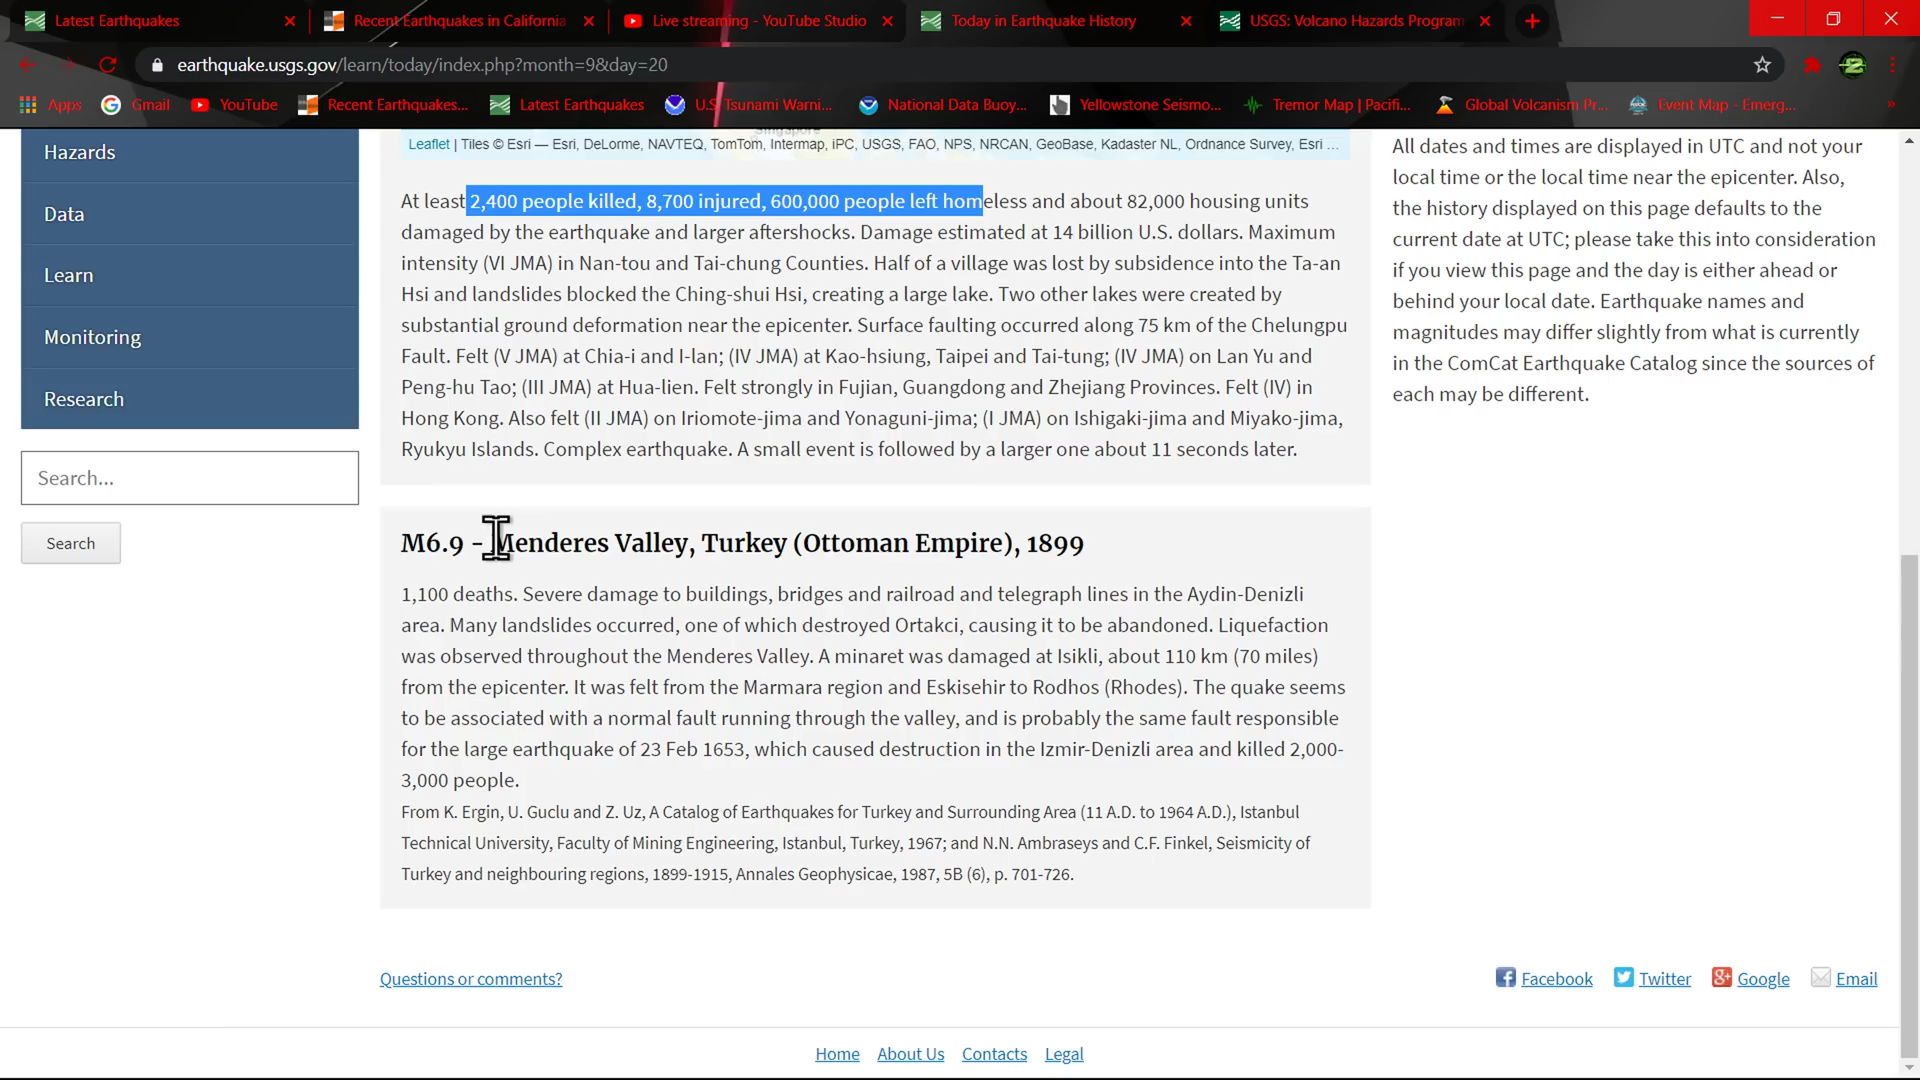 Latest Earthquakes
Recent Earthquakes in California
Live streaming - YouTube Studio
Today in Earthquake History
USGS: Volcano Hazards Program
earthquake.usgs.gov/learn/today/index.php?month=9&day=20
Apps
Gmail
YouTube
Recent Earthquakes...
Latest Earthquakes
U.S. Tsunami Warni...
National Data Buoy...
Yellowstone Seismo...
Tremor Map | Pacifi...
Global Volcanism Pr...
Event Map - Emerg...
»
Hazards
Data
Learn
Monitoring
Research
Search...
Search
Singapore
Leaflet | Tiles © Esri — Esri, DeLorme, NAVTEQ, TomTom, Intermap, iPC, USGS, FAO, NPS, NRCAN, GeoBase, Kadaster NL, Ordnance Survey, Esri ...
At least 2,400 people killed, 8,700 injured, 600,000 people left homeless and about 82,000 housing units
damaged by the earthquake and larger aftershocks. Damage estimated at 14 billion U.S. dollars. Maximum
intensity (VI JMA) in Nan-tou and Tai-chung Counties. Half of a village was lost by subsidence into the Ta-an
Hsi and landslides blocked the Ching-shui Hsi, creating a large lake. Two other lakes were created by
substantial ground deformation near the epicenter. Surface faulting occurred along 75 km of the Chelungpu
Fault. Felt (V JMA) at Chia-i and I-lan; (IV JMA) at Kao-hsiung, Taipei and Tai-tung; (IV JMA) on Lan Yu and
Peng-hu Tao; (III JMA) at Hua-lien. Felt strongly in Fujian, Guangdong and Zhejiang Provinces. Felt (IV) in
Hong Kong. Also felt (II JMA) on Iriomote-jima and Yonaguni-jima; (I JMA) on Ishigaki-jima and Miyako-jima,
Ryukyu Islands. Complex earthquake. A small event is followed by a larger one about 11 seconds later.
M6.9 - Menderes Valley, Turkey (Ottoman Empire), 1899
1,100 deaths. Severe damage to buildings, bridges and railroad and telegraph lines in the Aydin-Denizli
area. Many landslides occurred, one of which destroyed Ortakci, causing it to be abandoned. Liquefaction
was observed throughout the Menderes Valley. A minaret was damaged at Isikli, about 110 km (70 miles)
from the epicenter. It was felt from the Marmara region and Eskisehir to Rodhos (Rhodes). The quake seems
to be associated with a normal fault running through the valley, and is probably the same fault responsible
for the large earthquake of 23 Feb 1653, which caused destruction in the Izmir-Denizli area and killed 2,000-
3,000 people.
From K. Ergin, U. Guclu and Z. Uz, A Catalog of Earthquakes for Turkey and Surrounding Area (11 A.D. to 1964 A.D.), Istanbul
Technical University, Faculty of Mining Engineering, Istanbul, Turkey, 1967; and N.N. Ambraseys and C.F. Finkel, Seismicity of
Turkey and neighbouring regions, 1899-1915, Annales Geophysicae, 1987, 5B (6), p. 701-726.
All dates and times are displayed in UTC and not your
local time or the local time near the epicenter. Also,
the history displayed on this page defaults to the
current date at UTC; please take this into consideration
if you view this page and the day is either ahead or
behind your local date. Earthquake names and
magnitudes may differ slightly from what is currently
in the ComCat Earthquake Catalog since the sources of
each may be different.
Questions or comments?
Facebook
Twitter
Google
Email
Home
About Us
Contacts
Legal